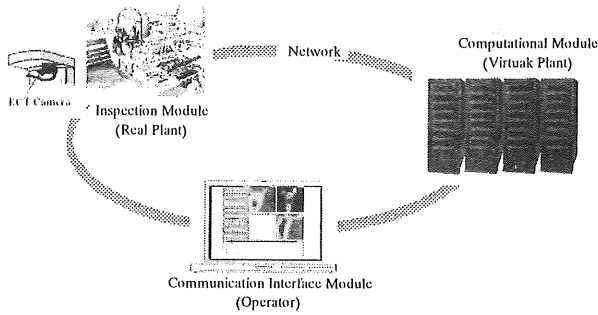 Network
Computational Module
(Virtuak Plant)
ECT Camera
Inspection Module
(Real Plant)
Communication Interface Module
(Operator)